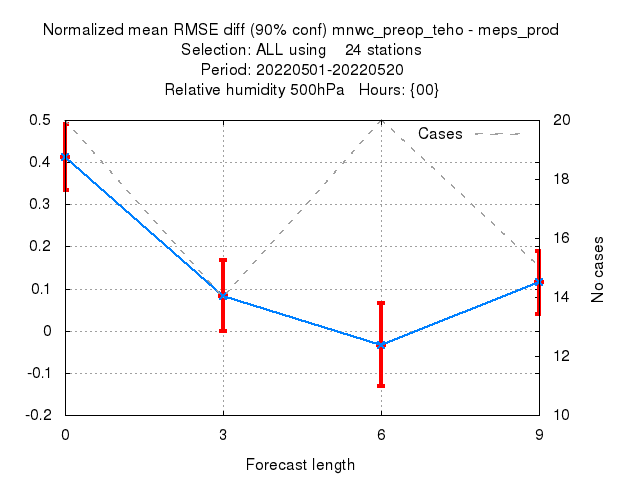 Normalized mean RMSE diff (90% conf) mnwc_preop_teho - meps_prod
Selection: ALL using    24 stations
Period: 20220501-20220520
Relative humidity 500hPa   Hours: {00}
0.5
0.4
0.3
0.2
0.1
0
-0.1
-0.2
20
18
16
14
12
10
Cases
No cases
0 3 6 9
Forecast length